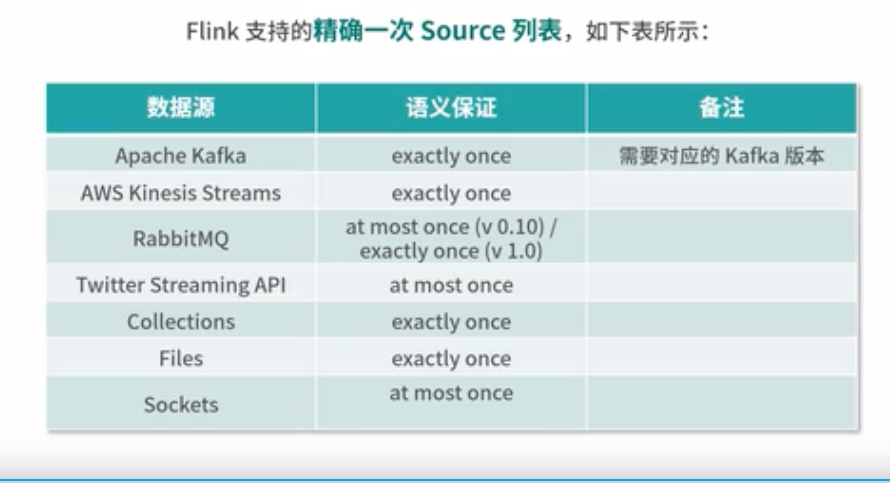 Flink 支持的精确一次 Source 列表，如下表所示：
数据源 语义保证 备注
Apache Kafka exactly once 需要对应的 Kafka 版本
AWS Kinesis Streams exactly once
RabbitMQ at most once (v 0.10) /
exactly once (v 1.0)
Twitter Streaming API at most once
Collections exactly once
Files exactly once
Sockets at most once